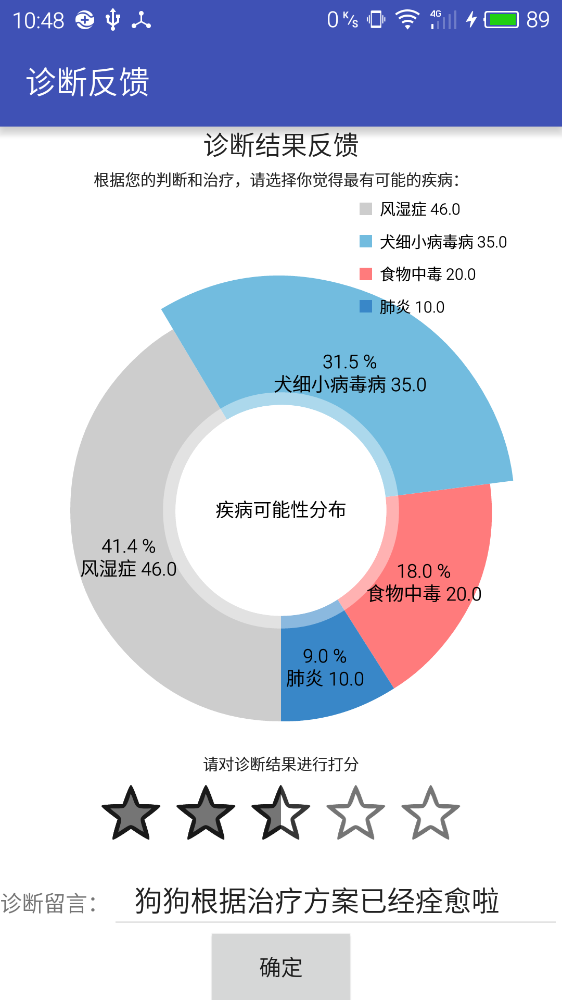 10:48 0 K/S 4G 89
诊断反馈
诊断结果反馈
根据您的判断和治疗，请选择你觉得最有可能的疾病：
风湿症 46.0
犬细小病毒病 35.0
食物中毒 20.0
肺炎 10.0
31.5 %
犬细小病毒病 35.0
疾病可能性分布
41.4 %
风湿症 46.0
18.0 %
食物中毒 20.0
9.0 %
肺炎 10.0
请对诊断结果进行打分
诊断留言： 狗狗根据治疗方案已经痊愈啦
确定